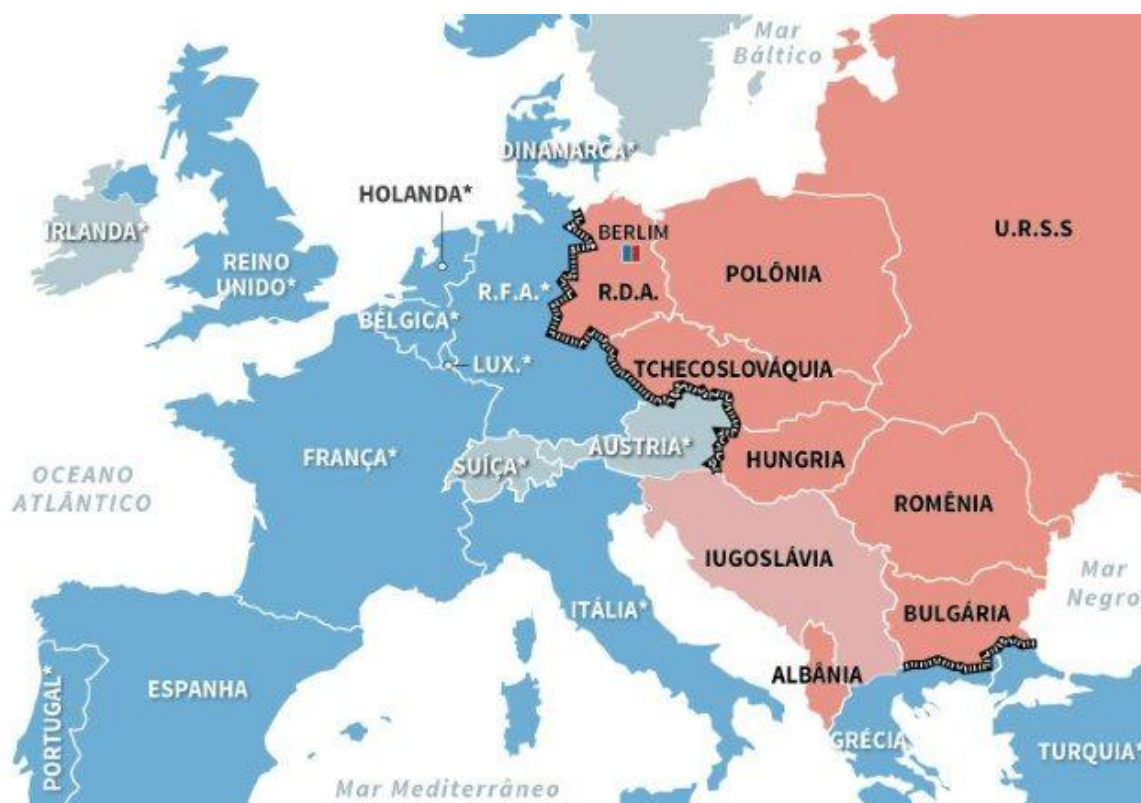 Mar
Báltico
DINAMARCA*
HOLANDA*
IRLANDA*
REINO
UNIDO*
BERLIM
U.R.S.S
POLÔNIA
R.F.A.*
R.D.A.
BÉLGICA*
LUX.*
TCHECOSLOVÁQUIA
FRANÇA*
SUÍÇA*
ÁUSTRIA*
HUNGRIA
OCEANO
ATLÂNTICO
ROMÊNIA
IUGOSLÁVIA
Mar
Negro
ITÁLIA*
BULGÁRIA
ALBÂNIA
ESPANHA
PORTUGAL*
GRÉCIA
TURQUIA*
Mar Mediterrâneo